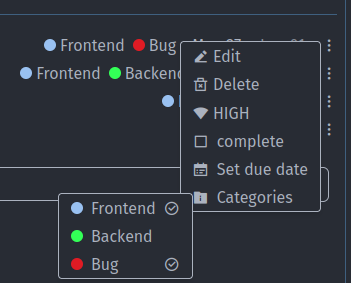 Frontend Bug
Frontend Backend
Edit
Delete
HIGH
complete
Set due date
Categories
Frontend
Backend
Bug